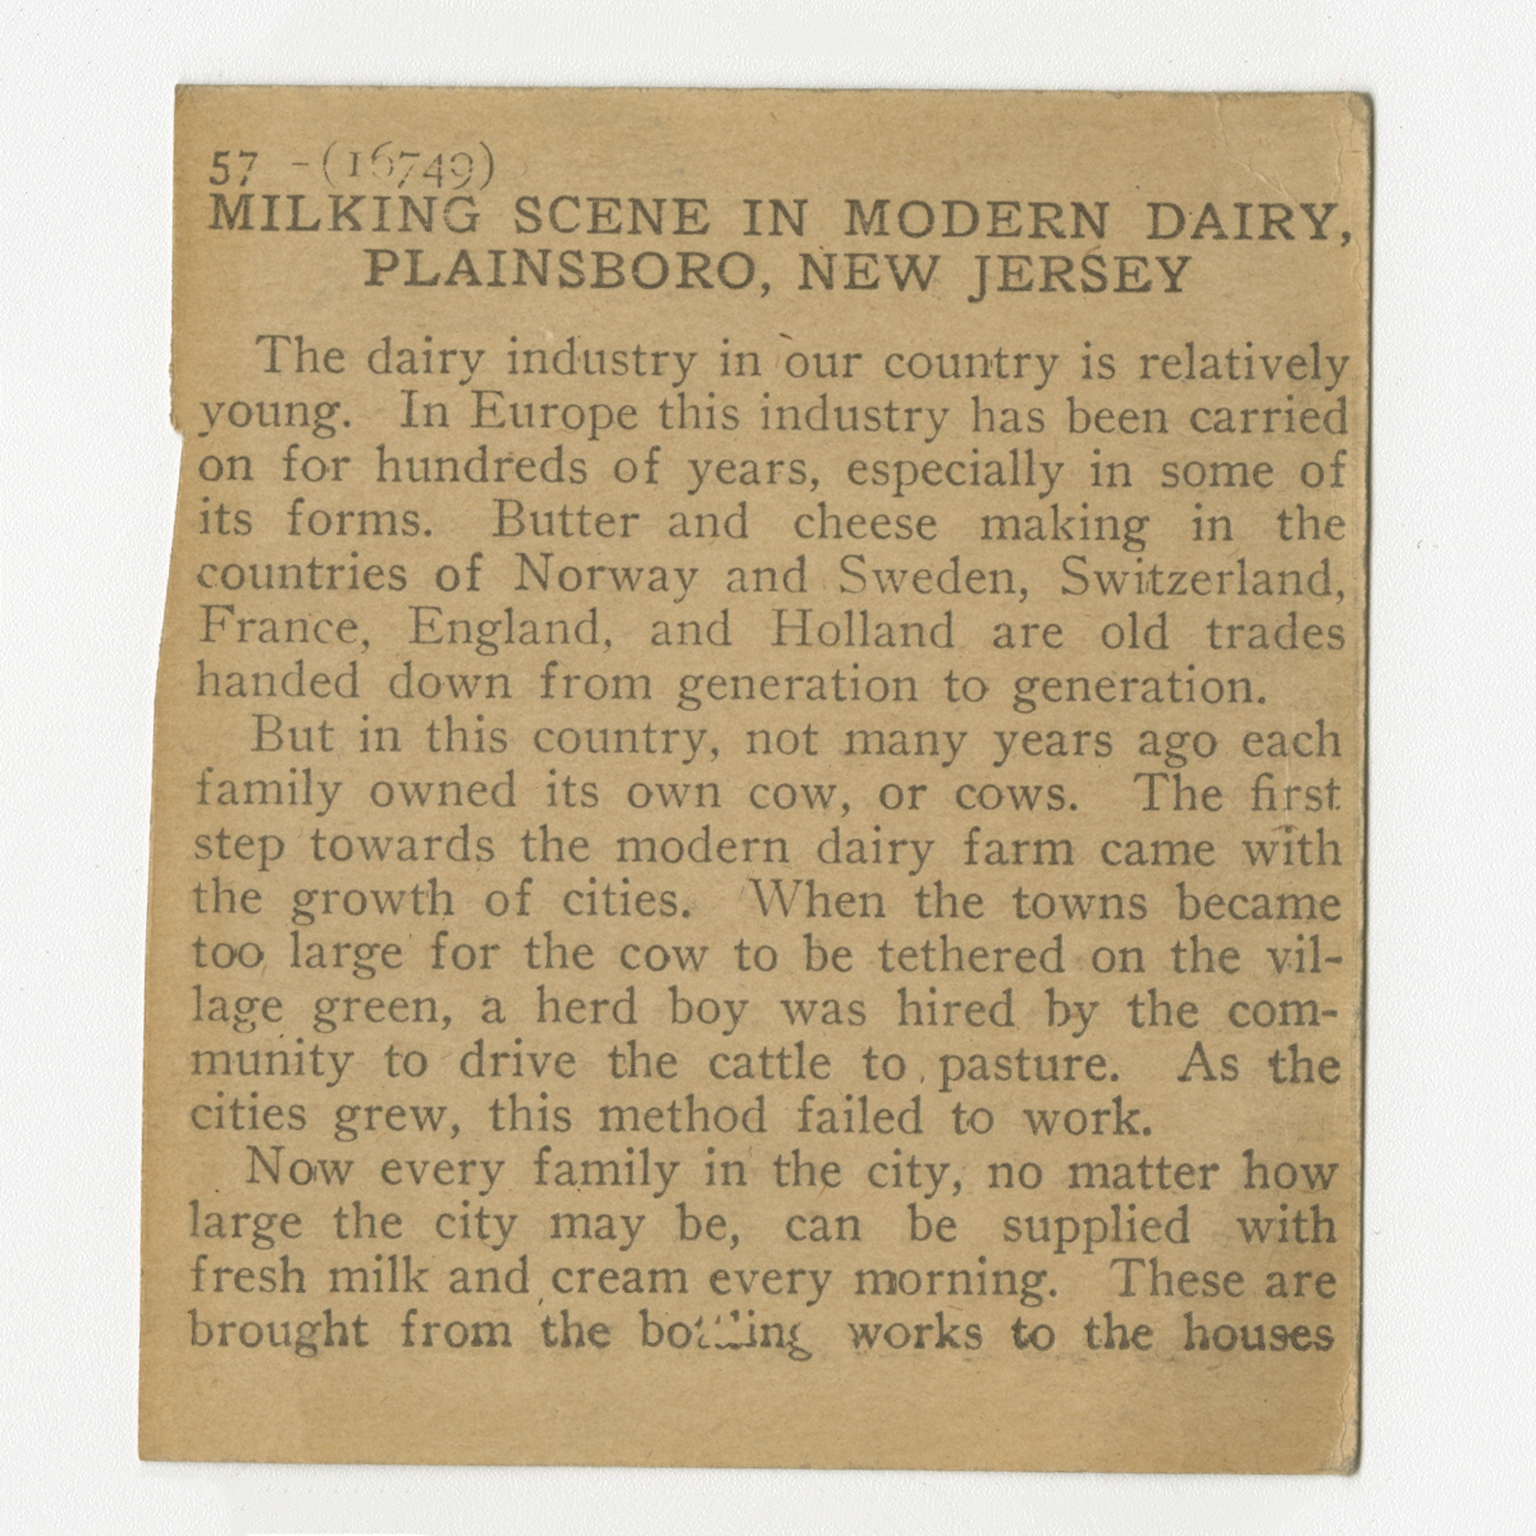 57 -(16749)
MILKING SCENE IN MODERN DAIRY,
PLAINSBORO, NEW JERSEY
The dairy industry in our country is relatively
young. In Europe this industry has been carried
on for hundreds of years, especially in some of
its forms. Butter and cheese making in the
countries of Norway and Sweden, Switzerland,
France, England, and Holland are old trades
handed down from generation to generation.
But in this country, not many years ago each
family owned its own cow, or cows. The first
step towards the modern dairy farm came with
the growth of cities. When the towns became
too large for the cow to be tethered on the vil-
lage green, a herd boy was hired by the com-
munity to drive the cattle to pasture. As the
cities grew, this method failed to work.
Now every family in the city, no matter how
large the city may be, can be supplied with
fresh milk and cream every morning. These are
brought from the bottling works to the houses